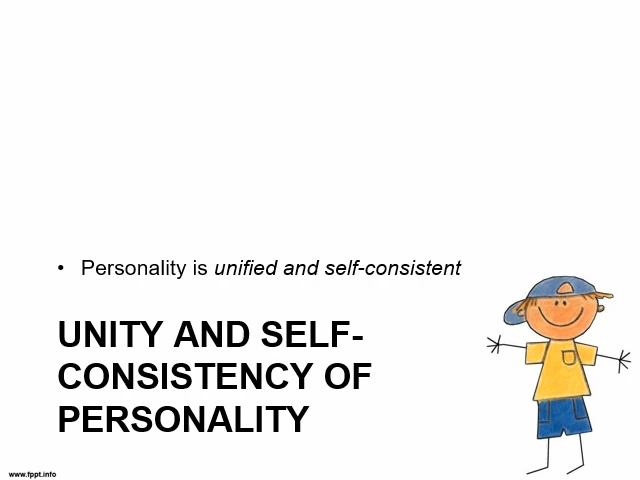 • Personality is unified and self-consistent
UNITY AND SELF-
CONSISTENCY OF
PERSONALITY
www.fppt.info